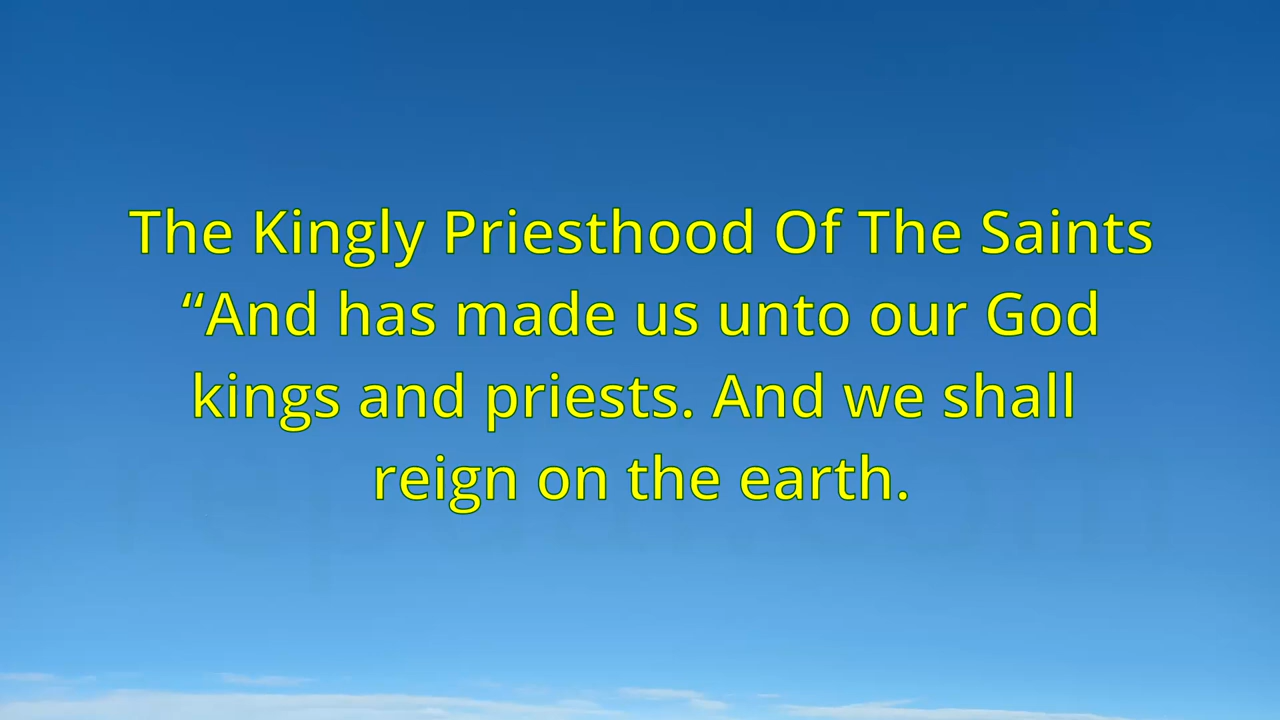 The Kingly Priesthood Of The Saints
“And has made us unto our God
kings and priests. And we shall
reign on the earth.